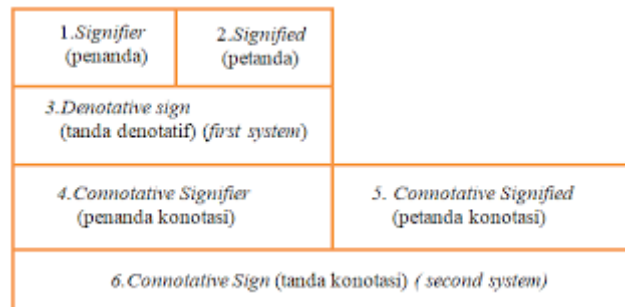 1.Signifier
(penanda)
2.Signified
(petanda)
3.Denotative sign
(tanda denotatif) (first system)
4.Connotative Signifier
(penanda konotasi)
5. Connotative Signified
(petanda konotasi)
6.Connotative Sign (tanda konotasi) ( second system)